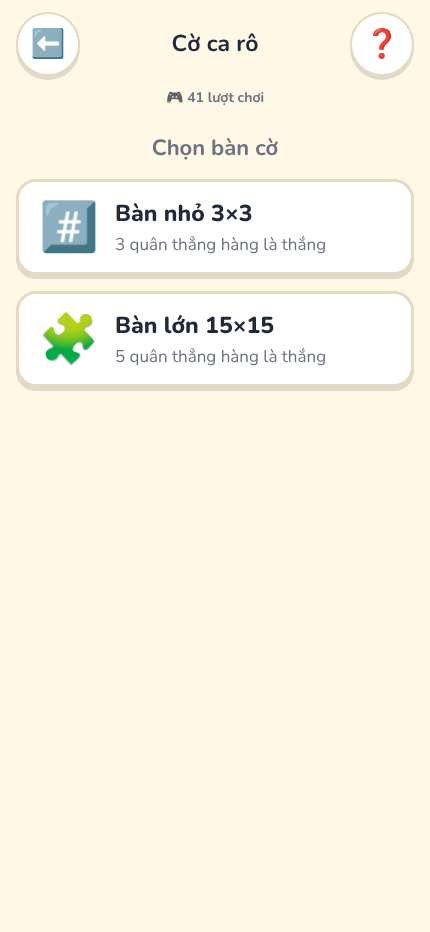 Cờ ca rô
41 lượt chơi
Chọn bàn cờ
Bàn nhỏ 3×3
3 quân thẳng hàng là thắng
Bàn lớn 15×15
5 quân thẳng hàng là thắng